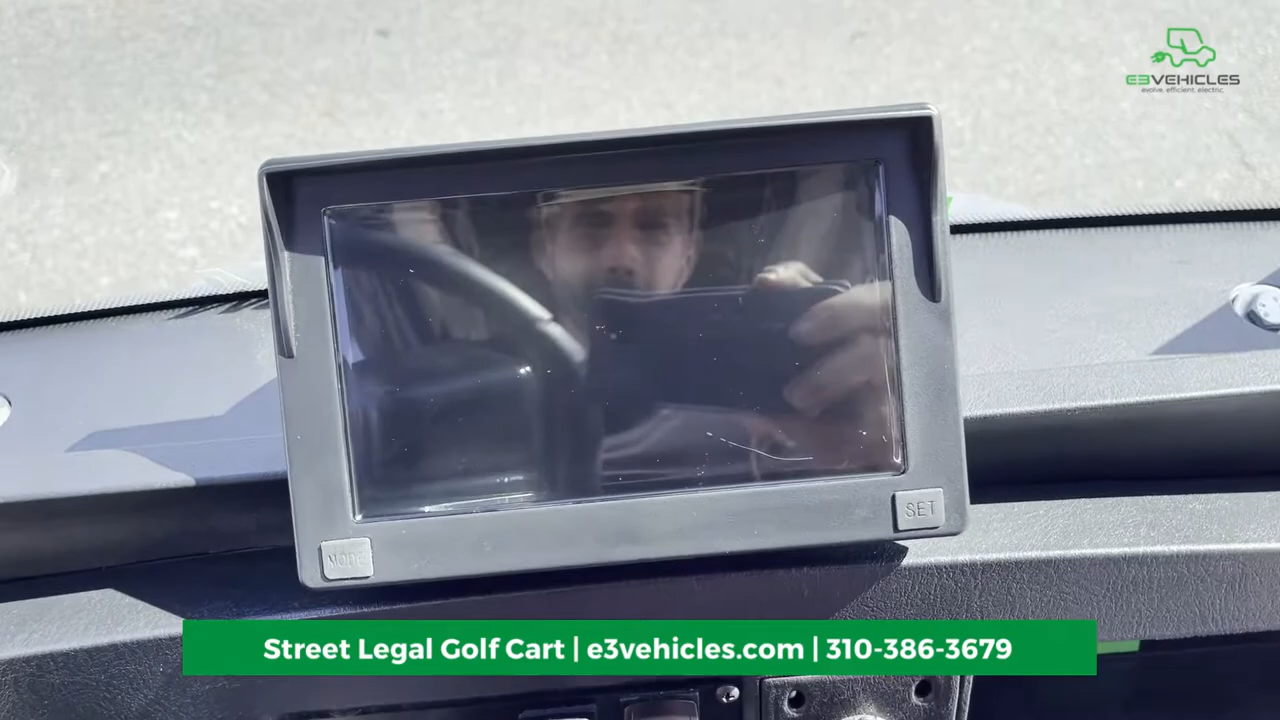 E3VEHICLES
evolve. efficient. electric.
SET
MODE
Street Legal Golf Cart | e3vehicles.com | 310-386-3679